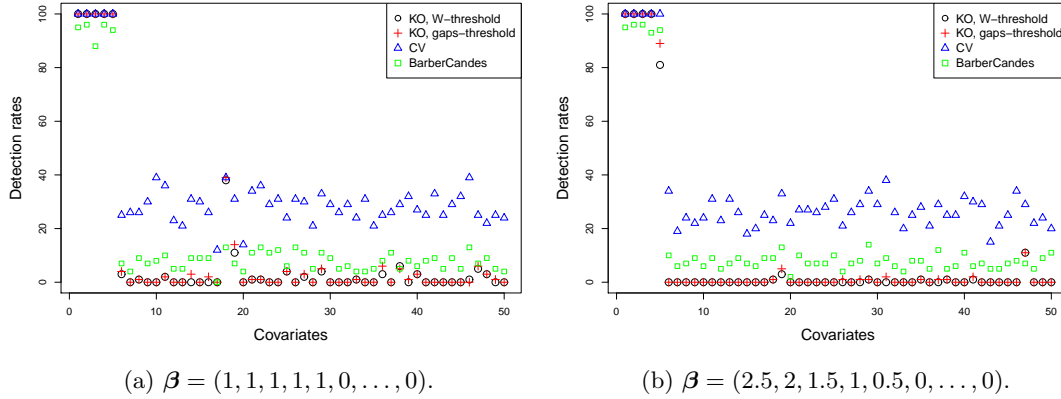 KO, W−threshold
KO, gaps−threshold
CV
BarberCandes
Detection rates
100
80
60
40
20
0
0 10 20 30 40 50
Covariates
(a) β = (1, 1, 1, 1, 1, 0, . . . , 0).
KO, W−threshold
KO, gaps−threshold
CV
BarberCandes
Detection rates
100
80
60
40
20
0
0 10 20 30 40 50
Covariates
(b) β = (2.5, 2, 1.5, 1, 0.5, 0, . . . , 0).